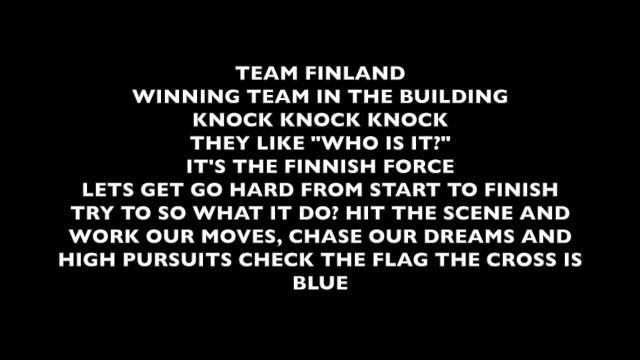 TEAM FINLAND
WINNING TEAM IN THE BUILDING
KNOCK KNOCK KNOCK
THEY LIKE "WHO IS IT?"
IT'S THE FINNISH FORCE
LETS GET GO HARD FROM START TO FINISH
TRY TO SO WHAT IT DO? HIT THE SCENE AND
WORK OUR MOVES, CHASE OUR DREAMS AND
HIGH PURSUITS CHECK THE FLAG THE CROSS IS
BLUE